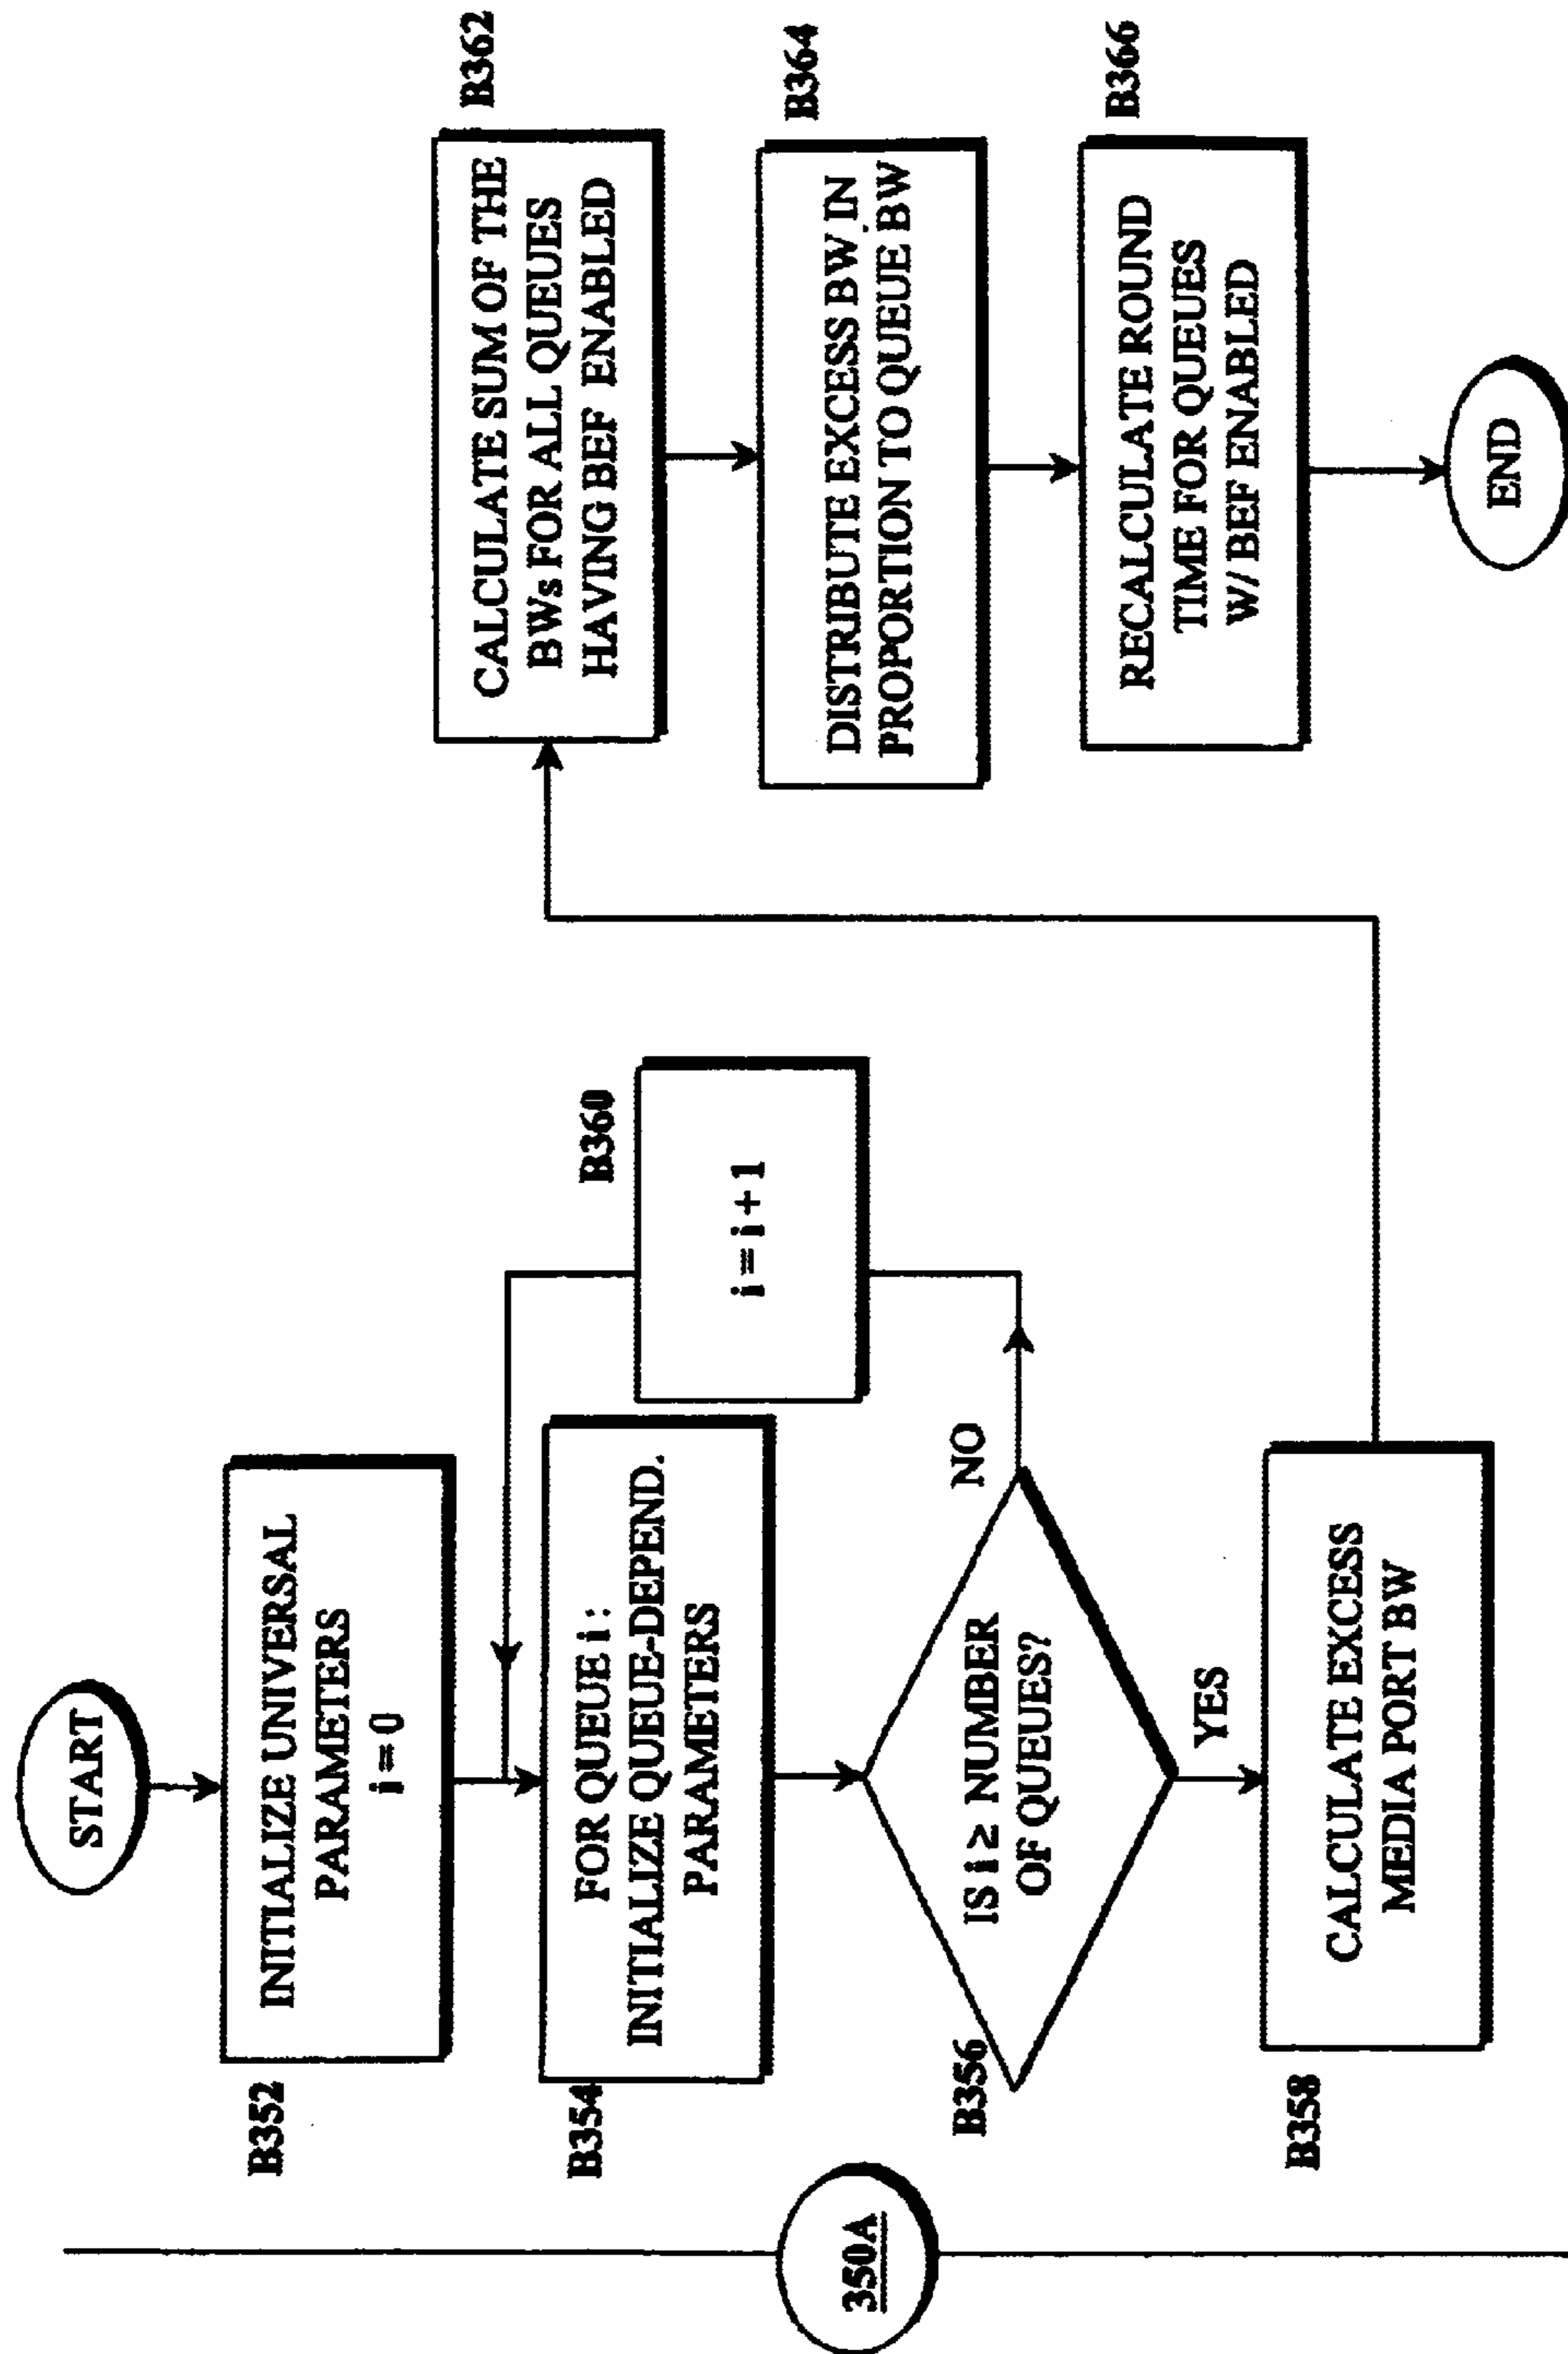 350A
START
B352
INITIALIZE UNIVERSAL
PARAMETERS
i = 0
B354
FOR QUEUE i :
INITIALIZE QUEUE-DEPEND.
PARAMETERS
B356
IS i ≥ NUMBER
OF QUEUES?
NO
YES
B360
i = i + 1
B358
CALCULATE EXCESS
MEDIA PORT BW
B362
CALCULATE SUM OF THE
BWs FOR ALL QUEUES
HAVING BEF ENABLED
B364
DISTRIBUTE EXCESS BW IN
PROPORTION TO QUEUE BW
B366
RECALCULATE ROUND
TIME FOR QUEUES
W/ BEF ENABLED
END